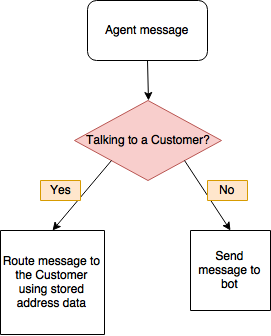 Agent message
Talking to a Customer?
Yes
No
Route message to
the Customer
using stored
address data
Send
message to
bot